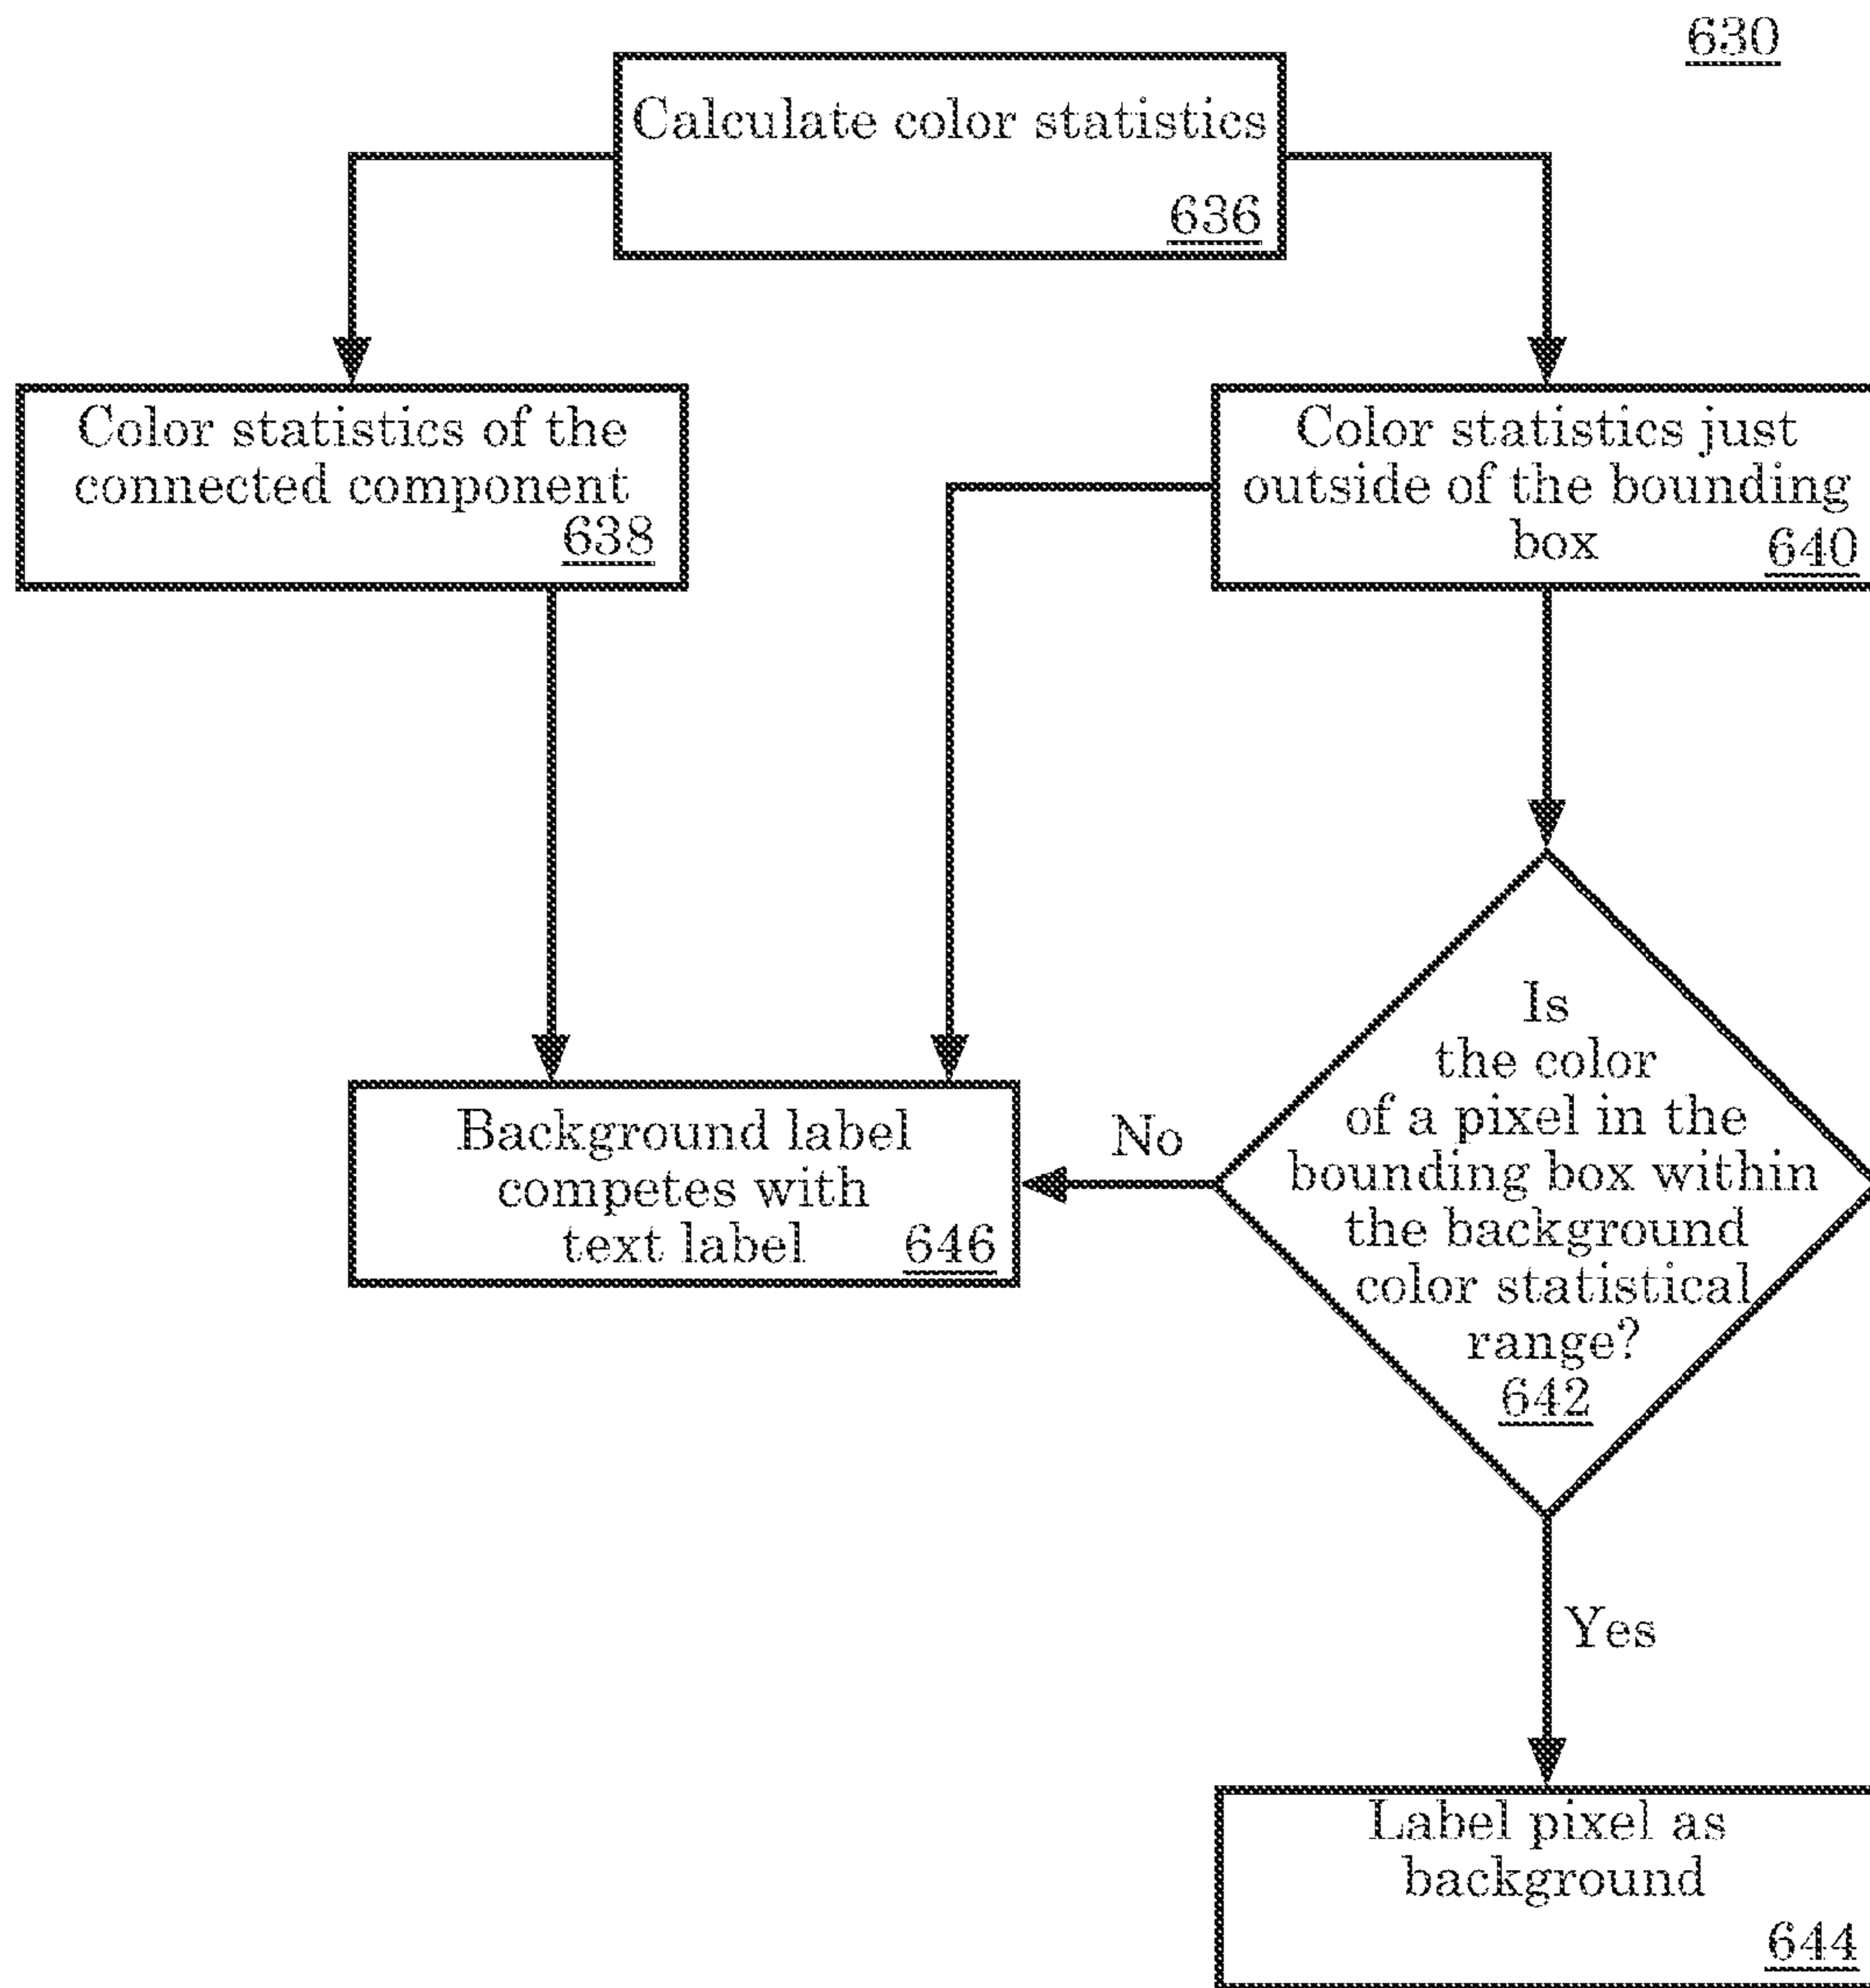 630
Calculate color statistics
636
Color statistics of the
connected component
638
Color statistics just
outside of the bounding
box 640
Is
the color
of a pixel in the
bounding box within
the background
color statistical
range?
642
No
Background label
competes with
text label 646
Yes
Label pixel as
background
644